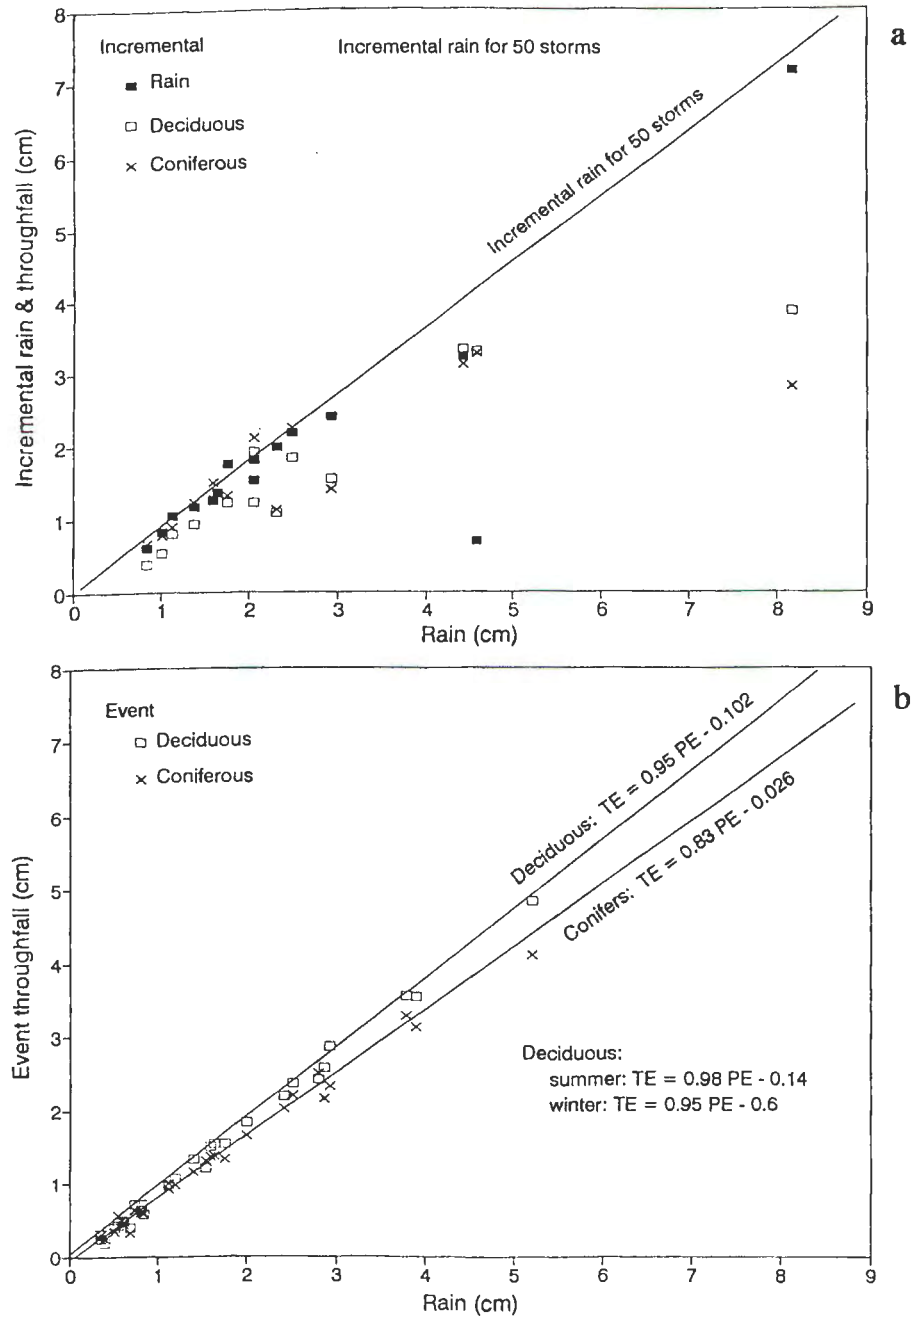 a
Incremental
Incremental rain for 50 storms
Rain
Deciduous
Coniferous
Incremental rain for 50 storms
Incremental rain & throughfall (cm)
8
7
6
5
4
3
2
1
0
0 1 2 3 4 5 6 7 8 9
Rain (cm)
b
Event
Deciduous
Coniferous
Deciduous: TE = 0.95 PE - 0.102
Conifers: TE = 0.83 PE - 0.026
Deciduous:
summer: TE = 0.98 PE - 0.14
winter: TE = 0.95 PE - 0.6
Event throughfall (cm)
8
7
6
5
4
3
2
1
0
0 1 2 3 4 5 6 7 8 9
Rain (cm)